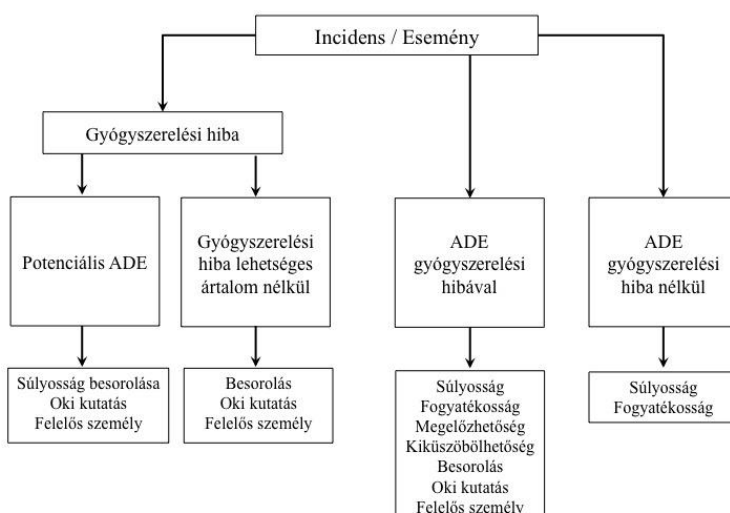 Incidens / Esemény
Gyógyszerelési hiba
Potenciális ADE
Gyógyszerelési
hiba lehetséges
ártalom nélkül
ADE
gyógyszerelési
hibával
ADE
gyógyszerelési
hiba nélkül
Súlyosság besorolása
Oki kutatás
Felelős személy
Besorolás
Oki kutatás
Felelős személy
Súlyosság
Fogyatékosság
Megelőzhetőség
Kiküszöbölhetőség
Besorolás
Oki kutatás
Felelős személy
Súlyosság
Fogyatékosság